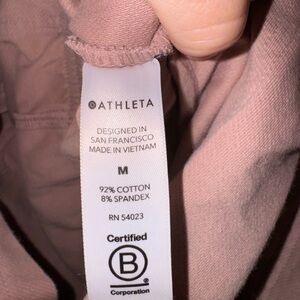 ATHLETA
DESIGNED IN
SAN FRANCISCO
MADE IN VIETNAM
M
92% COTTON
8% SPANDEX
RN 54023
Certified
B
Corporation